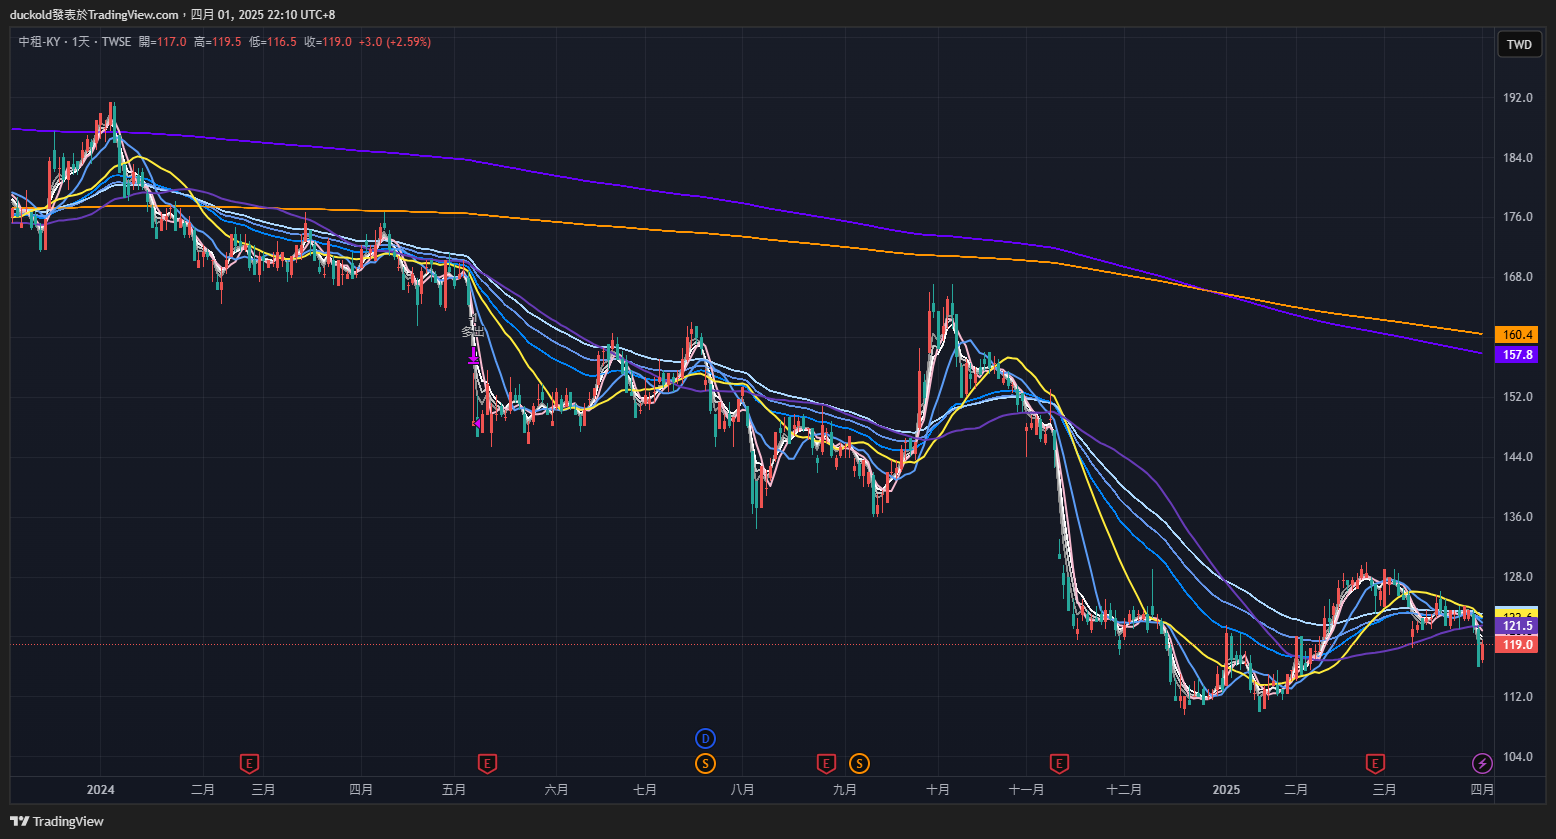 duckold發表於TradingView.com，四月 01, 2025 22:10 UTC+8
中租-KY · 1天 · TWSE 開=117.0 高=119.5 低=116.5 收=119.0 +3.0 (+2.59%)
TWD
192.0
184.0
176.0
168.0
160.4
157.8
152.0
144.0
136.0
128.0
121.5
119.0
112.0
104.0
多出
D
E E S E S E E
2024 二月 三月 四月 五月 六月 七月 八月 九月 十月 十一月 十二月 2025 二月 三月 四月
TradingView